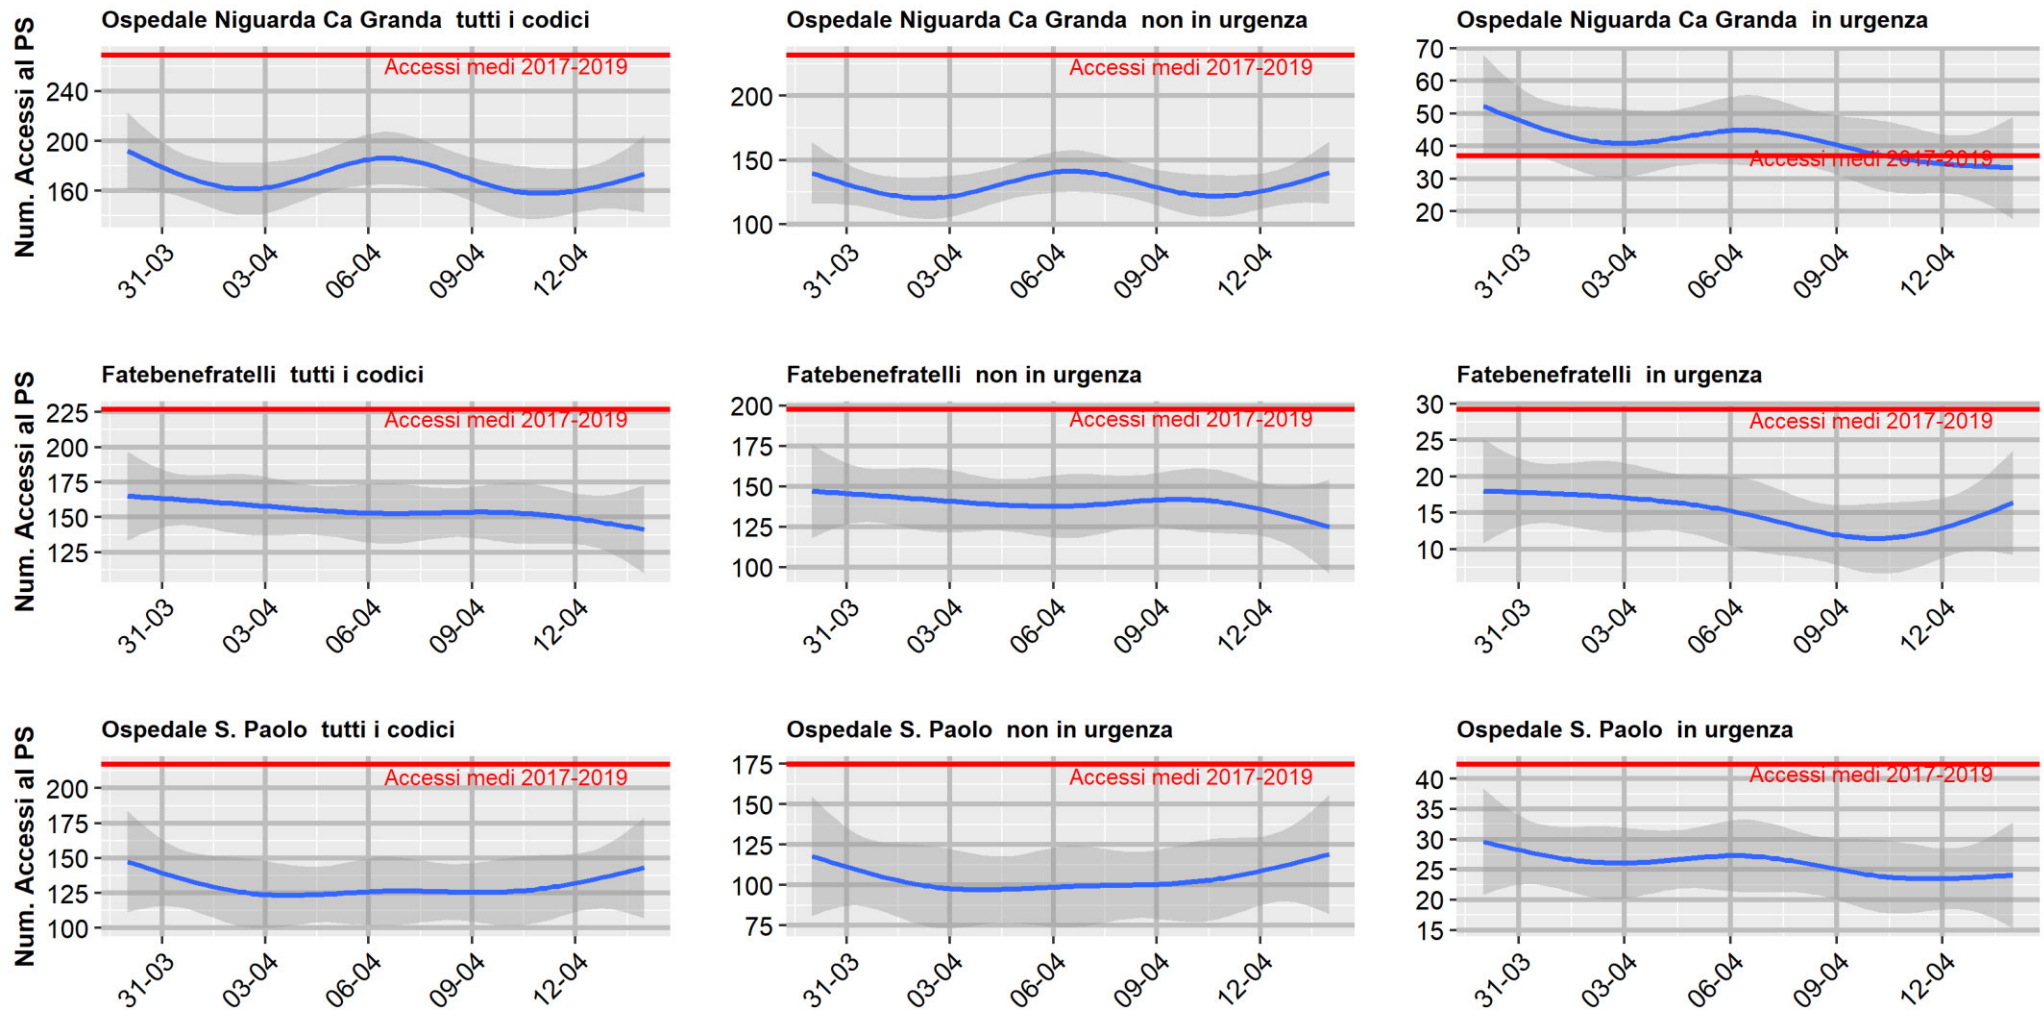 Ospedale Niguarda Ca Granda tutti i codici
Num. Accessi al PS
240
200
160
Accessi medi 2017-2019
31-03 03-04 06-04 09-04 12-04
Ospedale Niguarda Ca Granda non in urgenza
200
150
100
Accessi medi 2017-2019
31-03 03-04 06-04 09-04 12-04
Ospedale Niguarda Ca Granda in urgenza
70
60
50
40
30
20
Accessi medi 2017-2019
31-03 03-04 06-04 09-04 12-04
Fatebenefratelli tutti i codici
Num. Accessi al PS
225
200
175
150
125
Accessi medi 2017-2019
31-03 03-04 06-04 09-04 12-04
Fatebenefratelli non in urgenza
200
175
150
125
100
Accessi medi 2017-2019
31-03 03-04 06-04 09-04 12-04
Fatebenefratelli in urgenza
30
25
20
15
10
Accessi medi 2017-2019
31-03 03-04 06-04 09-04 12-04
Ospedale S. Paolo tutti i codici
Num. Accessi al PS
200
175
150
125
100
Accessi medi 2017-2019
31-03 03-04 06-04 09-04 12-04
Ospedale S. Paolo non in urgenza
175
150
125
100
75
Accessi medi 2017-2019
31-03 03-04 06-04 09-04 12-04
Ospedale S. Paolo in urgenza
40
35
30
25
20
15
Accessi medi 2017-2019
31-03 03-04 06-04 09-04 12-04